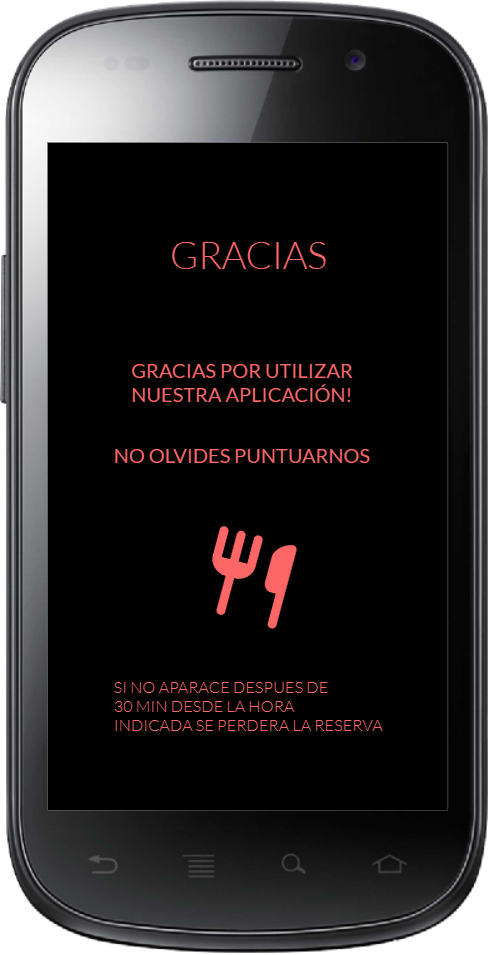 GRACIAS
GRACIAS POR UTILIZAR
NUESTRA APLICACIÓN!
NO OLVIDES PUNTUARNOS
SI NO APARACE DESPUES DE
30 MIN DESDE LA HORA
INDICADA SE PERDERA LA RESERVA